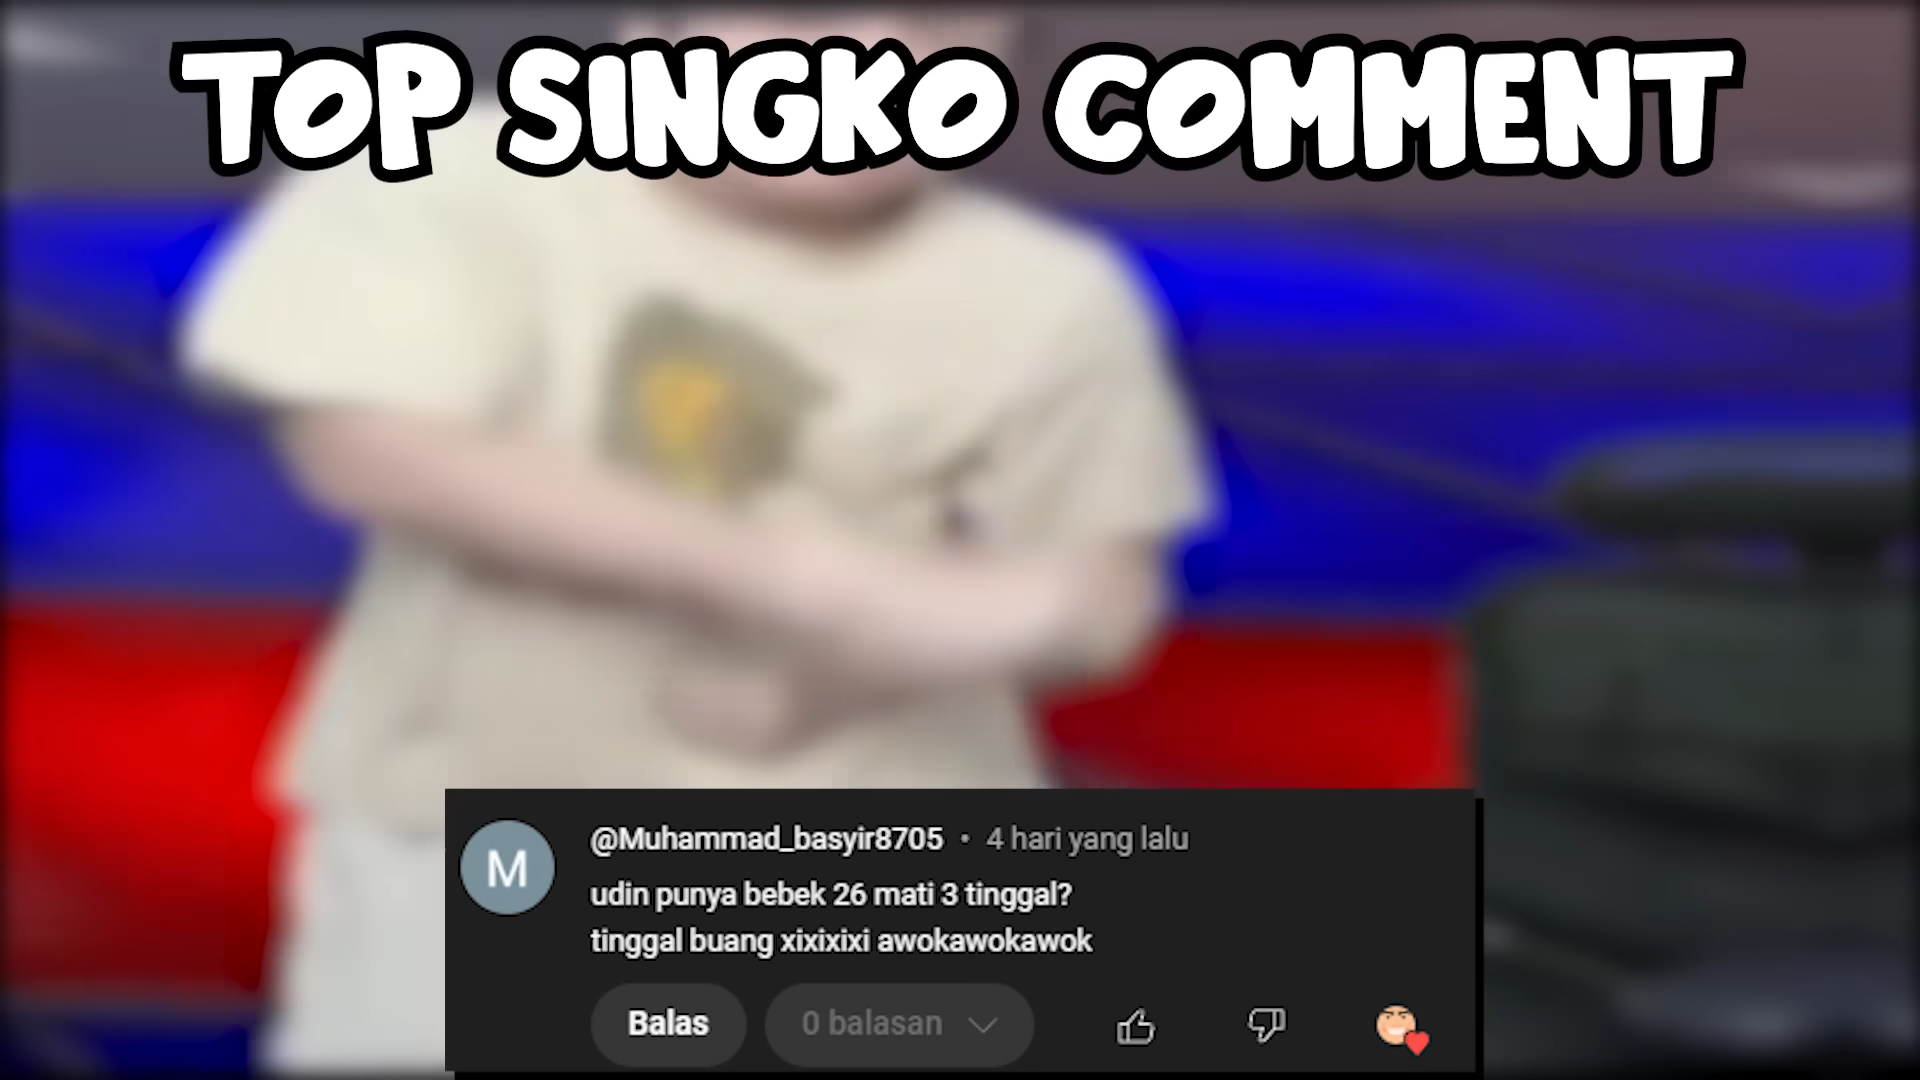 TOP SINGKO COMMENT
M
@Muhammad_basyir8705 • 4 hari yang lalu
udin punya bebek 26 mati 3 tinggal?
tinggal buang xixixixi awokawokawok
Balas
0 balasan